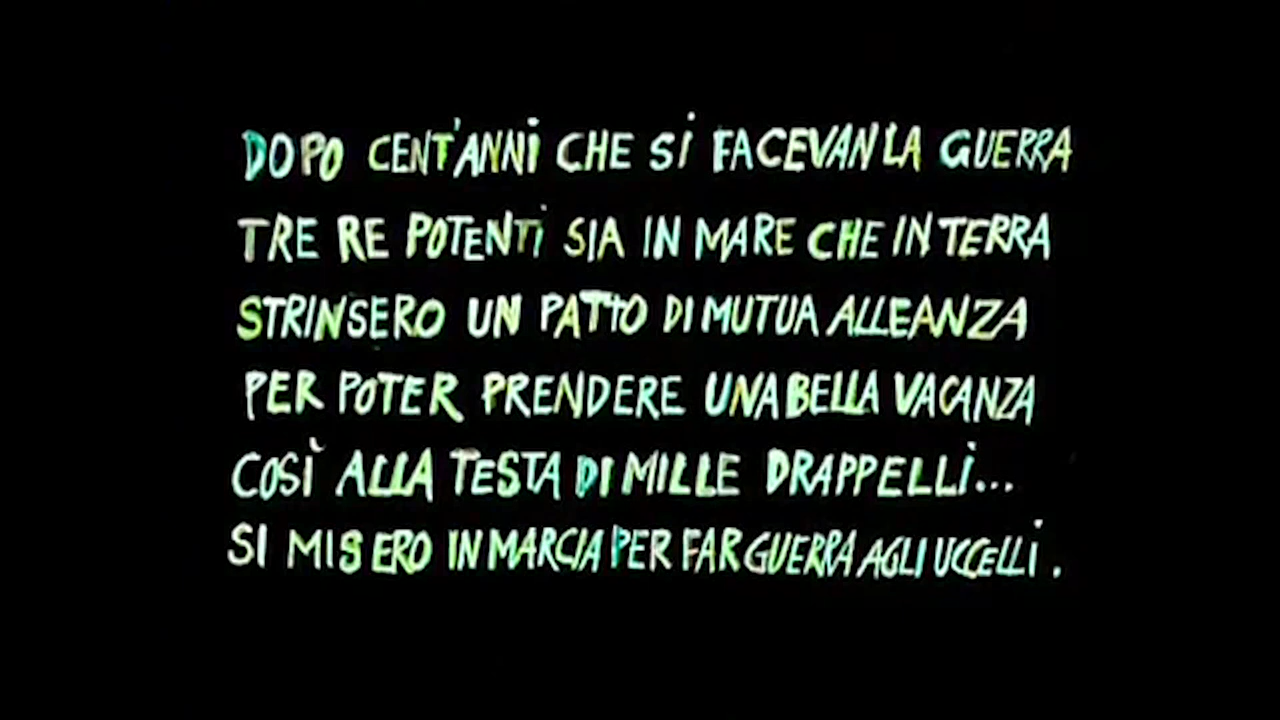 DOPO CENT'ANNI CHE SI FACEVAN LA GUERRA
TRE RE POTENTI SIA IN MARE CHE IN TERRA
STRINSERO UN PATTO DI MUTUA ALLEANZA
PER POTER PRENDERE UNA BELLA VACANZA
COSÌ ALLA TESTA DI MILLE DRAPPELLI...
SI MISERO IN MARCIA PER FAR GUERRA AGLI UCCELLI.